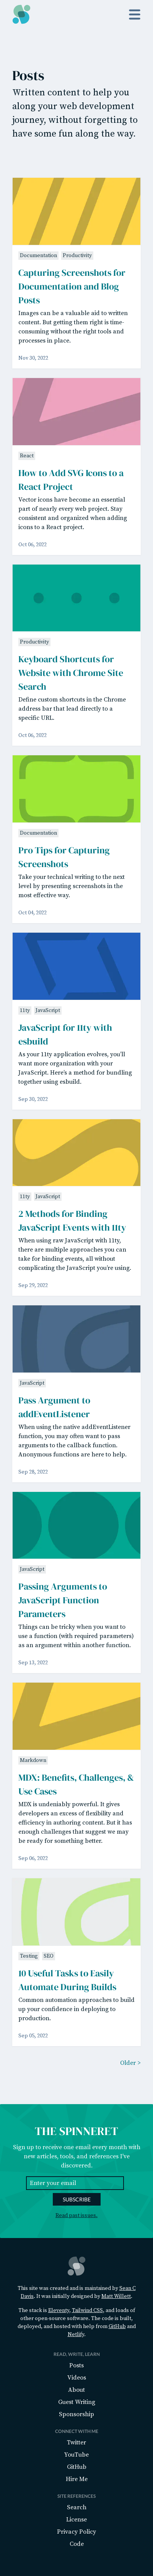 Posts
Written content to help you
along your web development
journey, without forgetting to
have some fun along the way.
Documentation Productivity
Capturing Screenshots for
Documentation and Blog
Posts
Images can be a valuable aid to written
content. But getting them right is time-
consuming without the right tools and
processes in place.
Nov 30, 2022
React
How to Add SVG Icons to a
React Project
Vector icons have become an essential
part of nearly every web project. Stay
consistent and organized when adding
icons to a React project.
Oct 06, 2022
Productivity
Keyboard Shortcuts for
Website with Chrome Site
Search
Define custom shortcuts in the Chrome
address bar that lead directly to a
specific URL.
Oct 06, 2022
Documentation
Pro Tips for Capturing
Screenshots
Take your technical writing to the next
level by presenting screenshots in the
most effective way.
Oct 04, 2022
11ty JavaScript
JavaScript for 11ty with
esbuild
As your 11ty application evolves, you'll
want more organization with your
JavaScript. Here's a method for bundling
together using esbuild.
Sep 30, 2022
11ty JavaScript
2 Methods for Binding
JavaScript Events with 11ty
When using raw JavaScript with 11ty,
there are multiple approaches you can
take for binding events, all without
complicating the JavaScript you're using.
Sep 29, 2022
JavaScript
Pass Argument to
addEventListener
When using the native addEventListener
function, you may often want to pass
arguments to the callback function.
Anonymous functions are here to help.
Sep 28, 2022
JavaScript
Passing Arguments to
JavaScript Function
Parameters
Things can be tricky when you want to
use a function (with required parameters)
as an argument within another function.
Sep 13, 2022
Markdown
MDX: Benefits, Challenges, &
Use Cases
MDX is undeniably powerful. It gives
developers an excess of flexibility and
efficiency in authoring content. But it has
enough challenges that we suggest we may
be ready for something better.
Sep 06, 2022
Testing SEO
10 Useful Tasks to Easily
Automate During Builds
Common automation approaches to build
up your confidence in deploying to
production.
Sep 05, 2022
Older >
THE SPINNERET
Sign up to receive one email every month with
new articles, tools, and references I've
discovered.
Enter your email
SUBSCRIBE
Read past issues.
This site was created and is maintained by Sean C
Davis. It was initially designed by Matt Willett.
The stack is Eleventy, Tailwind CSS, and loads of
other open-source software. The code is built,
deployed, and hosted with help from GitHub and
Netlify.
READ, WRITE, LEARN
Posts
Videos
About
Guest Writing
Sponsorship
CONNECT WITH ME
Twitter
YouTube
GitHub
Hire Me
SITE REFERENCES
Search
License
Privacy Policy
Code